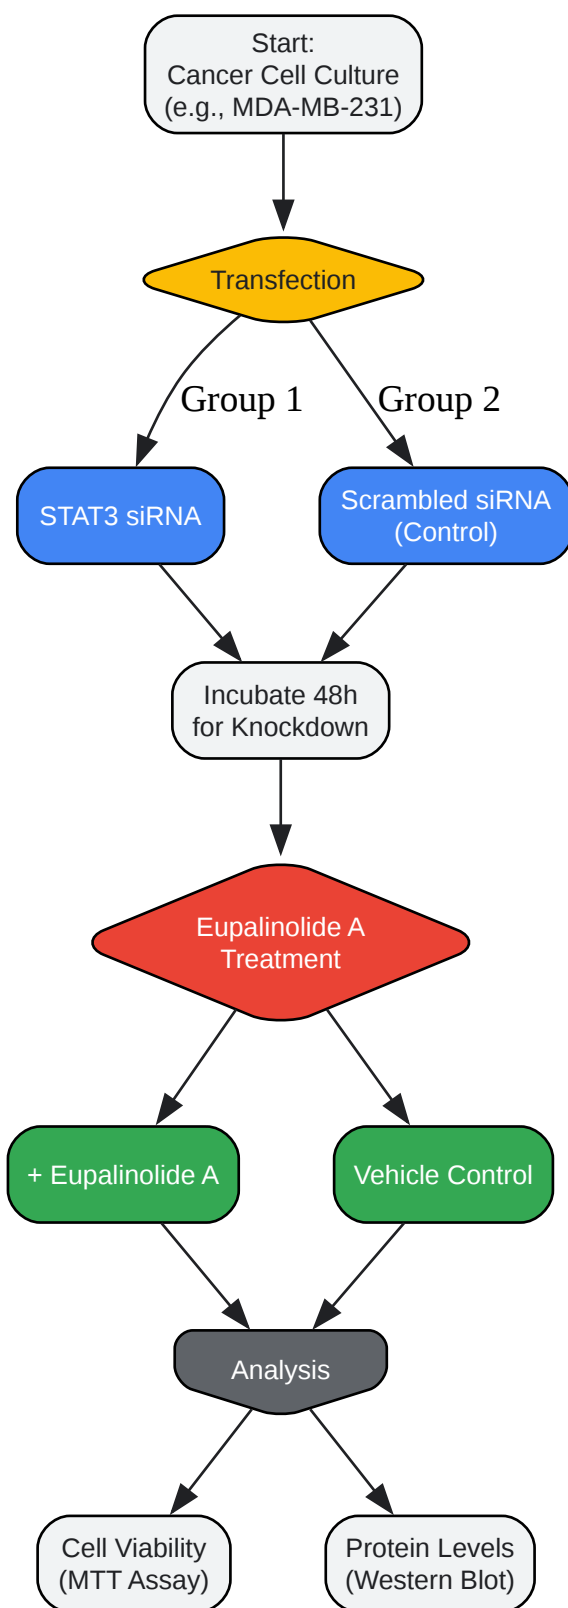 Start:
Cancer Cell Culture
(e.g., MDA-MB-231)
Transfection
Group 1
Group 2
STAT3 siRNA
Scrambled siRNA
(Control)
Incubate 48h
for Knockdown
Eupalinolide A
Treatment
+ Eupalinolide A
Vehicle Control
Analysis
Cell Viability
(MTT Assay)
Protein Levels
(Western Blot)